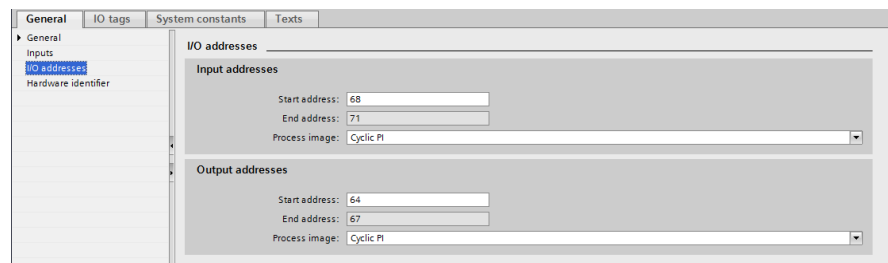 General IO tags System constants Texts
General
Inputs
I/O addresses
Hardware identifier
I/O addresses
Input addresses
Start address: 68
End address: 71
Process image: Cyclic PI
Output addresses
Start address: 64
End address: 67
Process image: Cyclic PI